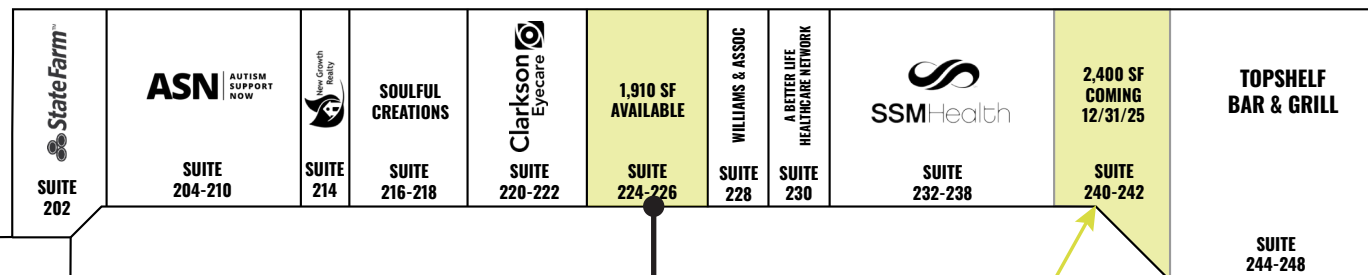 StateFarm™
SUITE
202
ASN
AUTISM
SUPPORT
NOW
SUITE
204-210
New Growth
Realty
SUITE
214
SOULFUL
CREATIONS
SUITE
216-218
Clarkson
Eyecare
SUITE
220-222
1,910 SF
AVAILABLE
SUITE
224-226
WILLIAMS & ASSOC
SUITE
228
A BETTER LIFE
HEALTHCARE NETWORK
SUITE
230
SSMHealth
SUITE
232-238
2,400 SF
COMING
12/31/25
SUITE
240-242
TOPSHELF
BAR & GRILL
SUITE
244-248